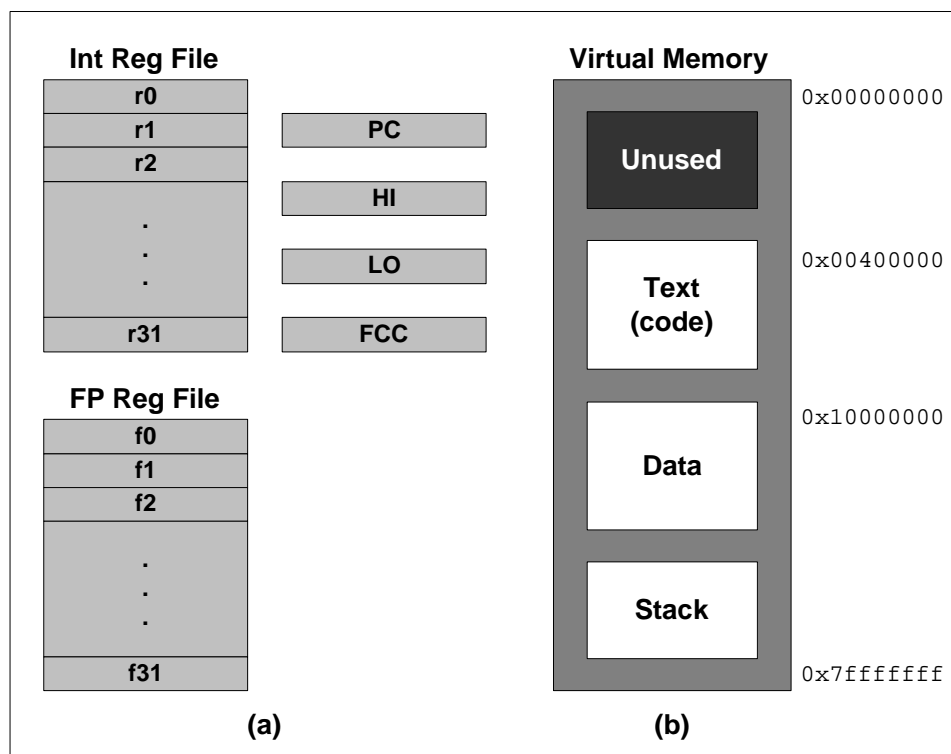 Int Reg File
r0
r1
r2
.
.
.
r31
PC
HI
LO
FCC
FP Reg File
f0
f1
f2
.
.
.
f31
(a)
Virtual Memory
0x00000000
Unused
0x00400000
Text
(code)
0x10000000
Data
Stack
0x7fffffff
(b)